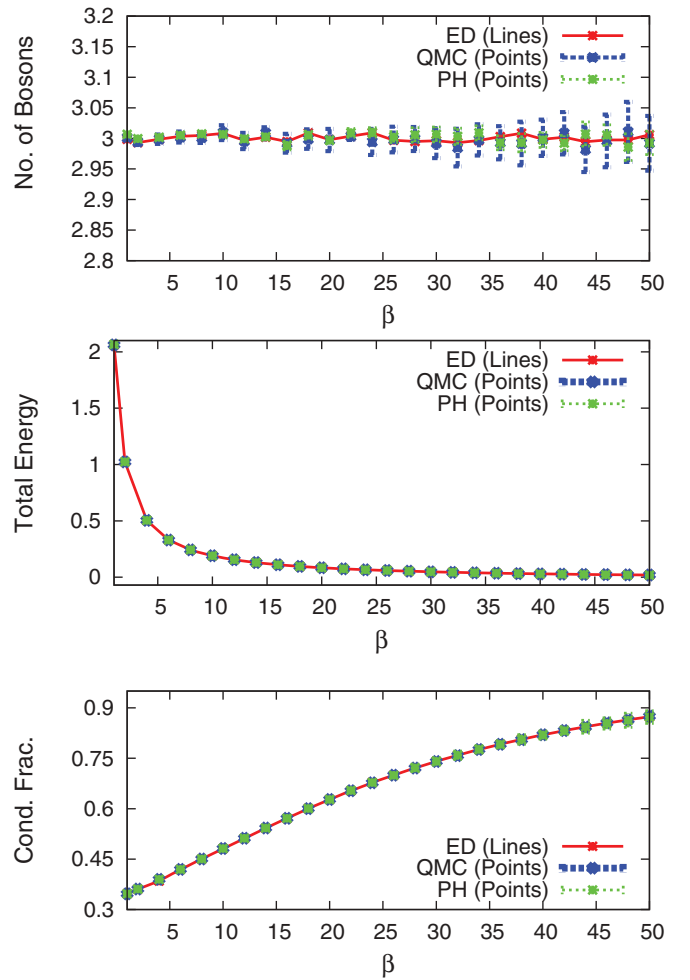 No. of Bosons
3.2
3.15
3.1
3.05
3
2.95
2.9
2.85
2.8
ED (Lines)
QMC (Points)
PH (Points)
5 10 15 20 25 30 35 40 45 50
β
Total Energy
2
1.5
1
0.5
0
ED (Lines)
QMC (Points)
PH (Points)
5 10 15 20 25 30 35 40 45 50
β
Cond. Frac.
0.9
0.75
0.6
0.45
0.3
ED (Lines)
QMC (Points)
PH (Points)
5 10 15 20 25 30 35 40 45 50
β